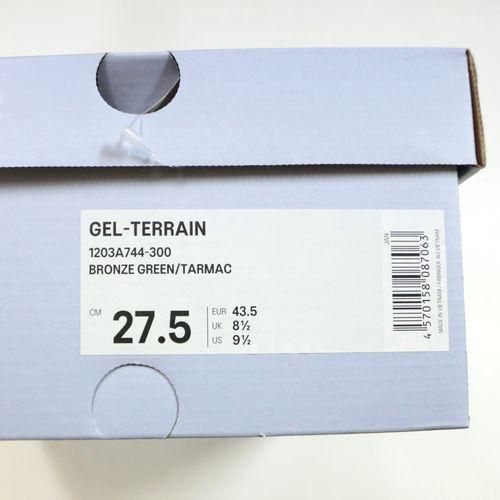 GEL-TERRAIN
1203A744-300
BRONZE GREEN/TARMAC
CM 27.5
EUR 43.5
UK 8½
US 9½
JAN
4 570158 087063
MADE IN VIETNAM / FABRIQUE AU VIETNAM